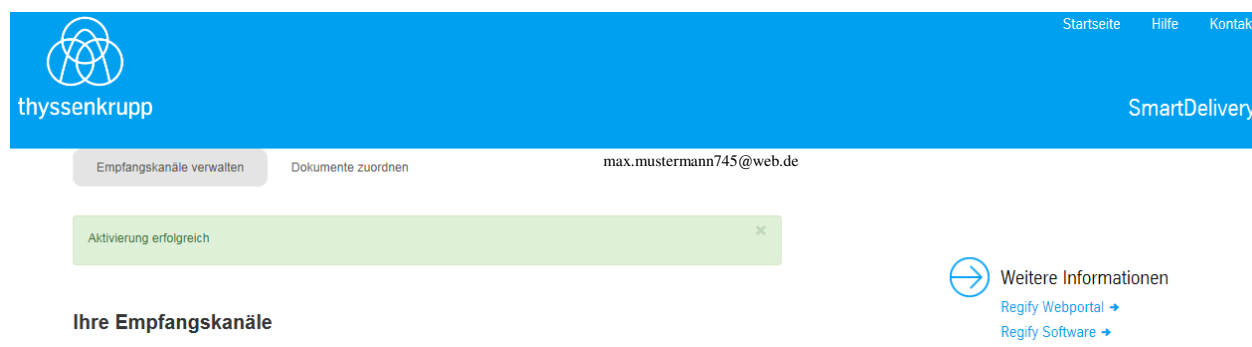 Startseite Hilfe Kontak
thyssenkrupp
SmartDelivery
Empfangskanäle verwalten Dokumente zuordnen max.mustermann745@web.de
Aktivierung erfolgreich ×
Weitere Informationen
Regify Webportal →
Ihre Empfangskanäle
Regify Software →